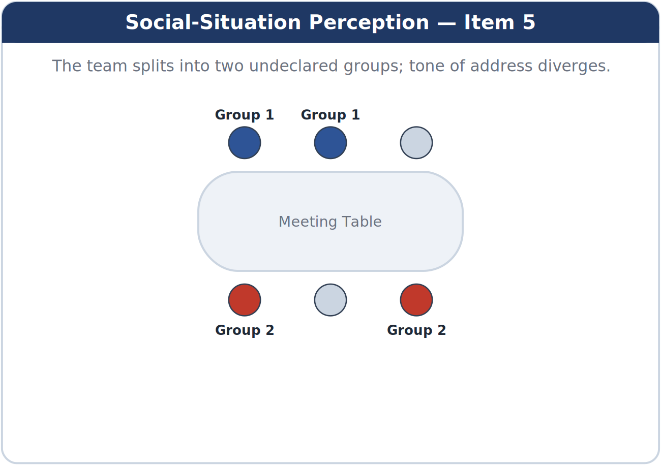 Social-Situation Perception — Item 5
The team splits into two undeclared groups; tone of address diverges.
Group 1 Group 1
Meeting Table
Group 2 Group 2